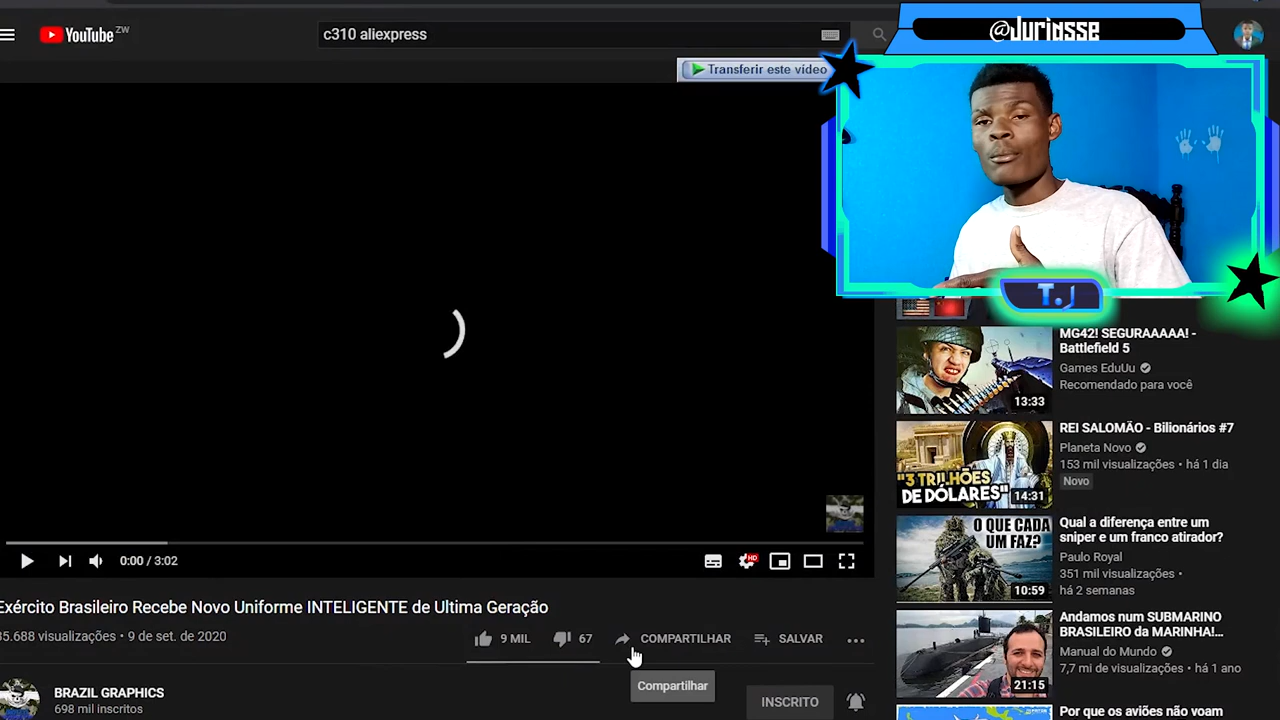 YouTube ZW
c310 aliexpress
@Juriasse
Transferir este vídeo
T.J
MG42! SEGURAAAAA! -
Battlefield 5
Games EduUu
Recomendado para você
13:33
REI SALOMÃO - Bilionários #7
Planeta Novo
153 mil visualizações • há 1 dia
Novo
"3 TRILHÕES
DE DÓLARES"
14:31
O QUE CADA
UM FAZ?
10:59
Qual a diferença entre um
sniper e um franco atirador?
Paulo Royal
351 mil visualizações •
há 2 semanas
Andamos num SUBMARINO
BRASILEIRO da MARINHA!...
Manual do Mundo
7,7 mi de visualizações • há 1 ano
21:15
Por que os aviões não voam
0:00 / 3:02
HD
Exército Brasileiro Recebe Novo Uniforme INTELIGENTE de Ultima Geração
5.688 visualizações • 9 de set. de 2020
9 MIL
67
COMPARTILHAR
SALVAR
Compartilhar
BRAZIL GRAPHICS
698 mil inscritos
INSCRITO